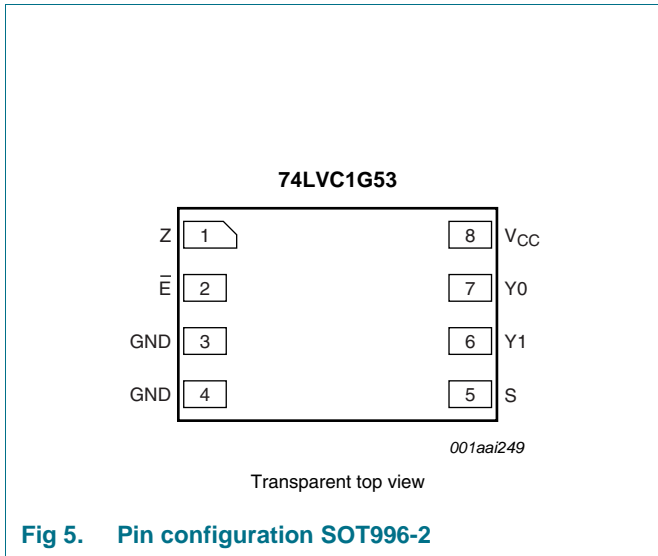 74LVC1G53
Z 1 8 VCC
E̅ 2 7 Y0
GND 3 6 Y1
GND 4 5 S
001aai249
Transparent top view
Fig 5. Pin configuration SOT996-2